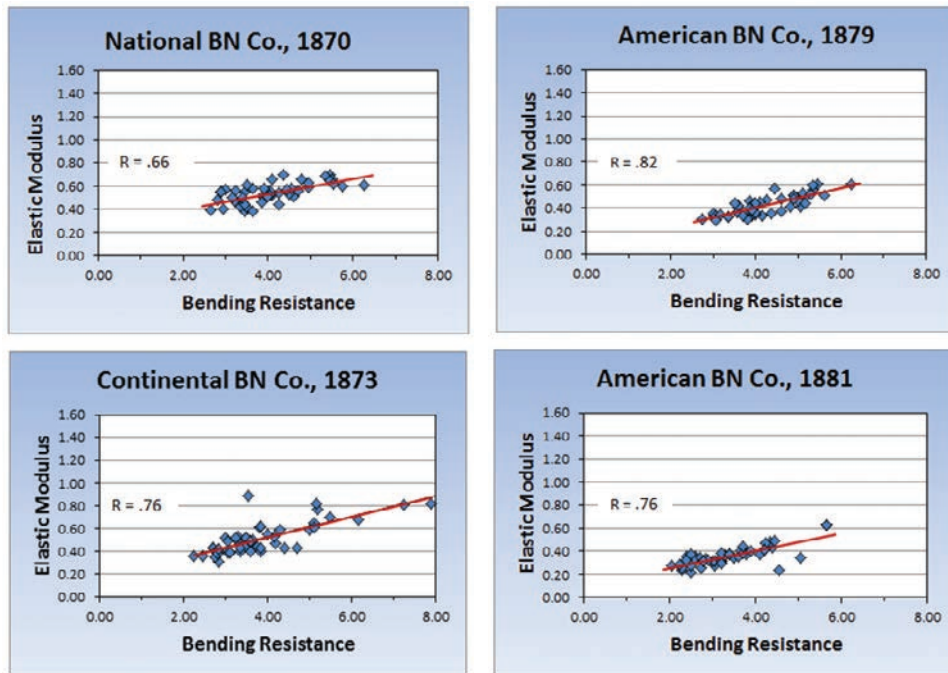 National BN Co., 1870
Elastic Modulus
1.60
1.40
1.20
1.00
0.80
0.60
0.40
0.20
0.00
R = .66
0.00 2.00 4.00 6.00 8.00
Bending Resistance
American BN Co., 1879
Elastic Modulus
1.60
1.40
1.20
1.00
0.80
0.60
0.40
0.20
0.00
R = .82
0.00 2.00 4.00 6.00 8.00
Bending Resistance
Continental BN Co., 1873
Elastic Modulus
1.60
1.40
1.20
1.00
0.80
0.60
0.40
0.20
0.00
R = .76
0.00 2.00 4.00 6.00 8.00
Bending Resistance
American BN Co., 1881
Elastic Modulus
1.60
1.40
1.20
1.00
0.80
0.60
0.40
0.20
0.00
R = .76
0.00 2.00 4.00 6.00 8.00
Bending Resistance